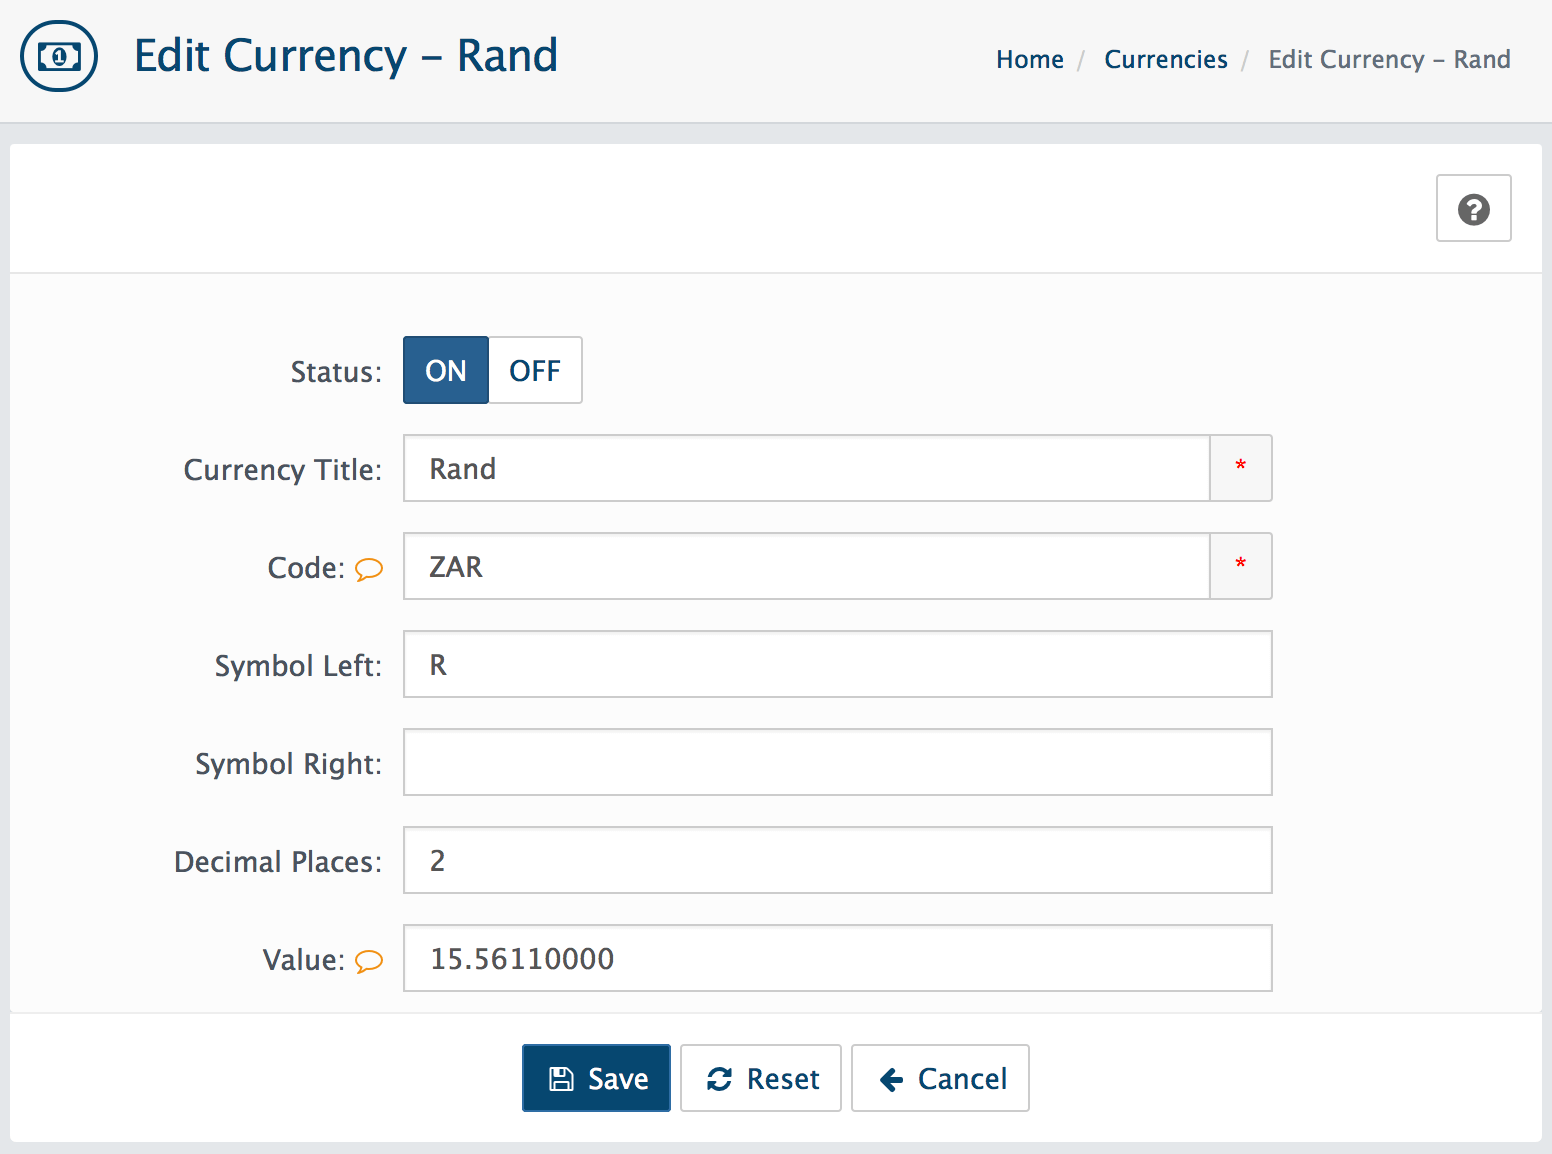 Edit Currency – Rand
Home / Currencies / Edit Currency – Rand
?
Status: ON OFF
Currency Title: Rand *
Code: ZAR *
Symbol Left: R
Symbol Right:
Decimal Places: 2
Value: 15.56110000
Save Reset Cancel